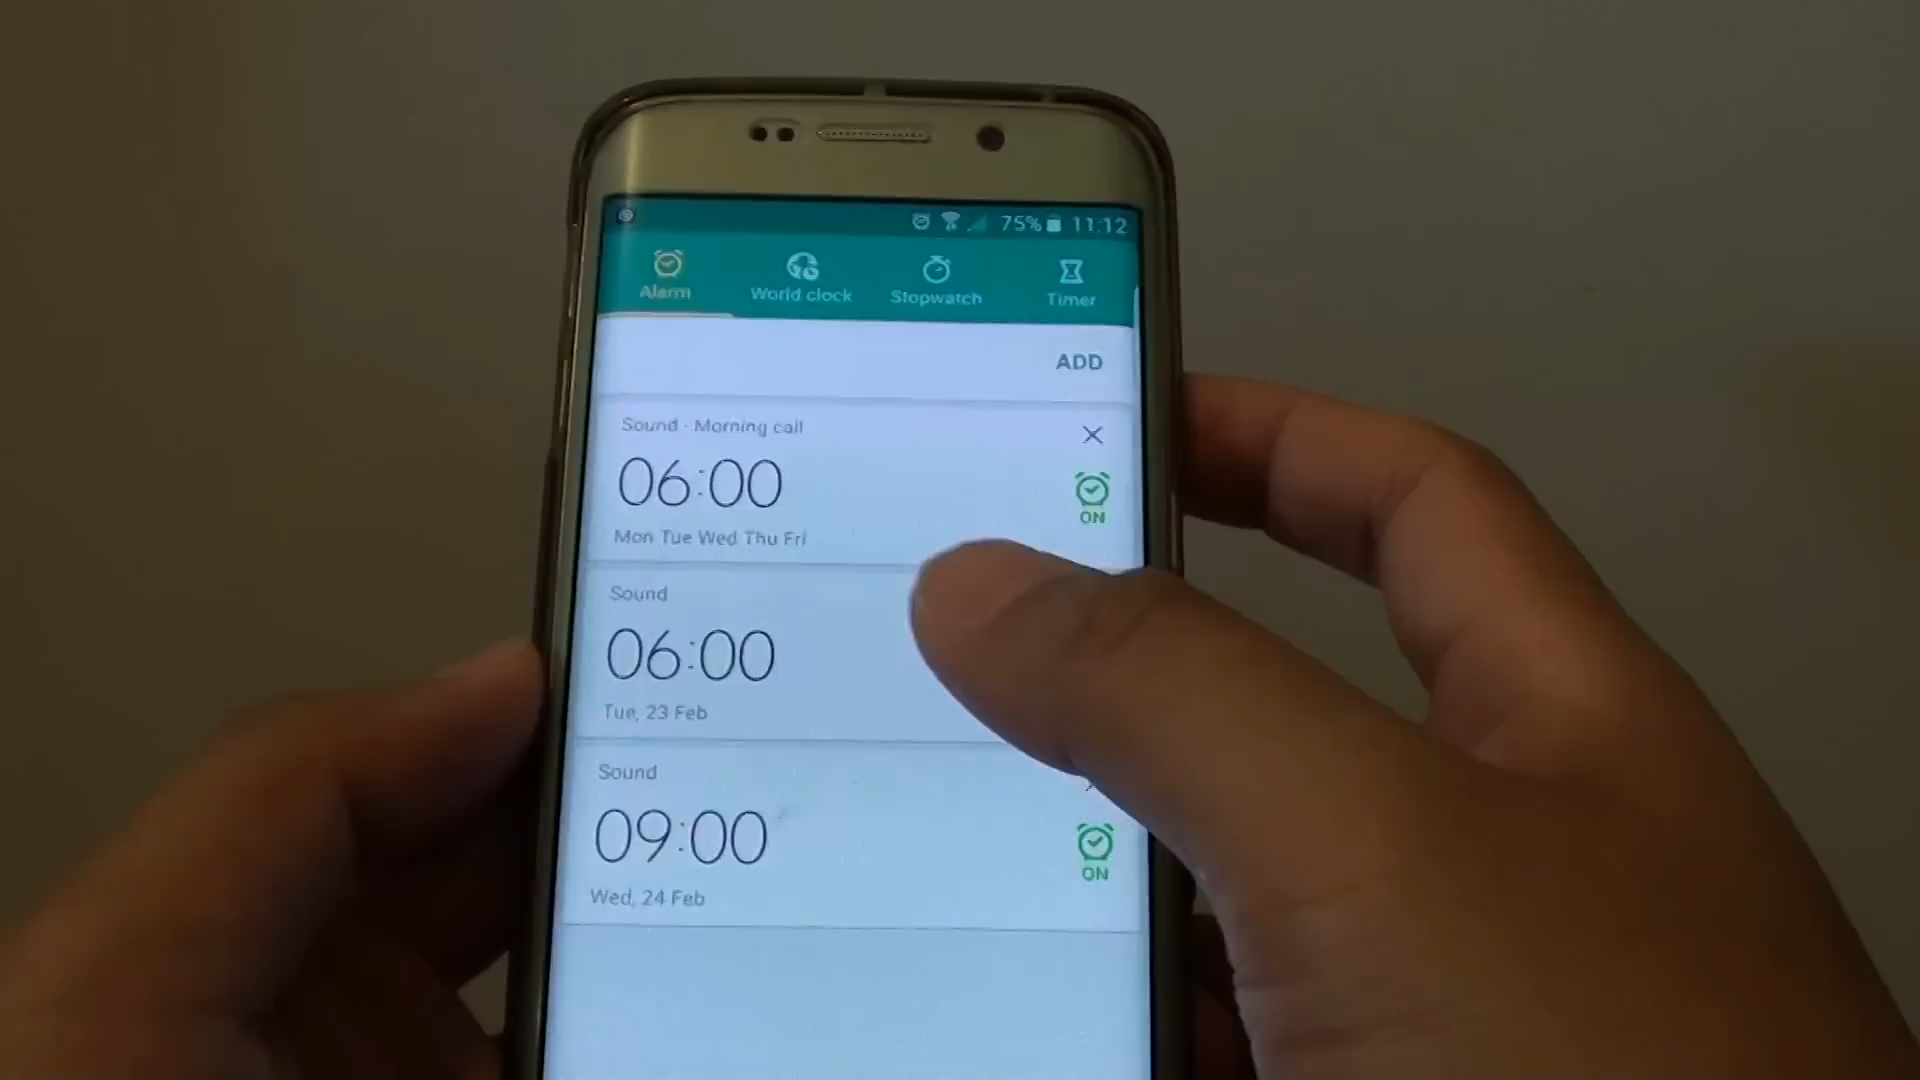 75% 11:12
Alarm World clock Stopwatch Timer
ADD
Sound · Morning call
06:00
ON
Mon Tue Wed Thu Fri
Sound
06:00
Tue, 23 Feb
Sound
09:00
ON
Wed, 24 Feb